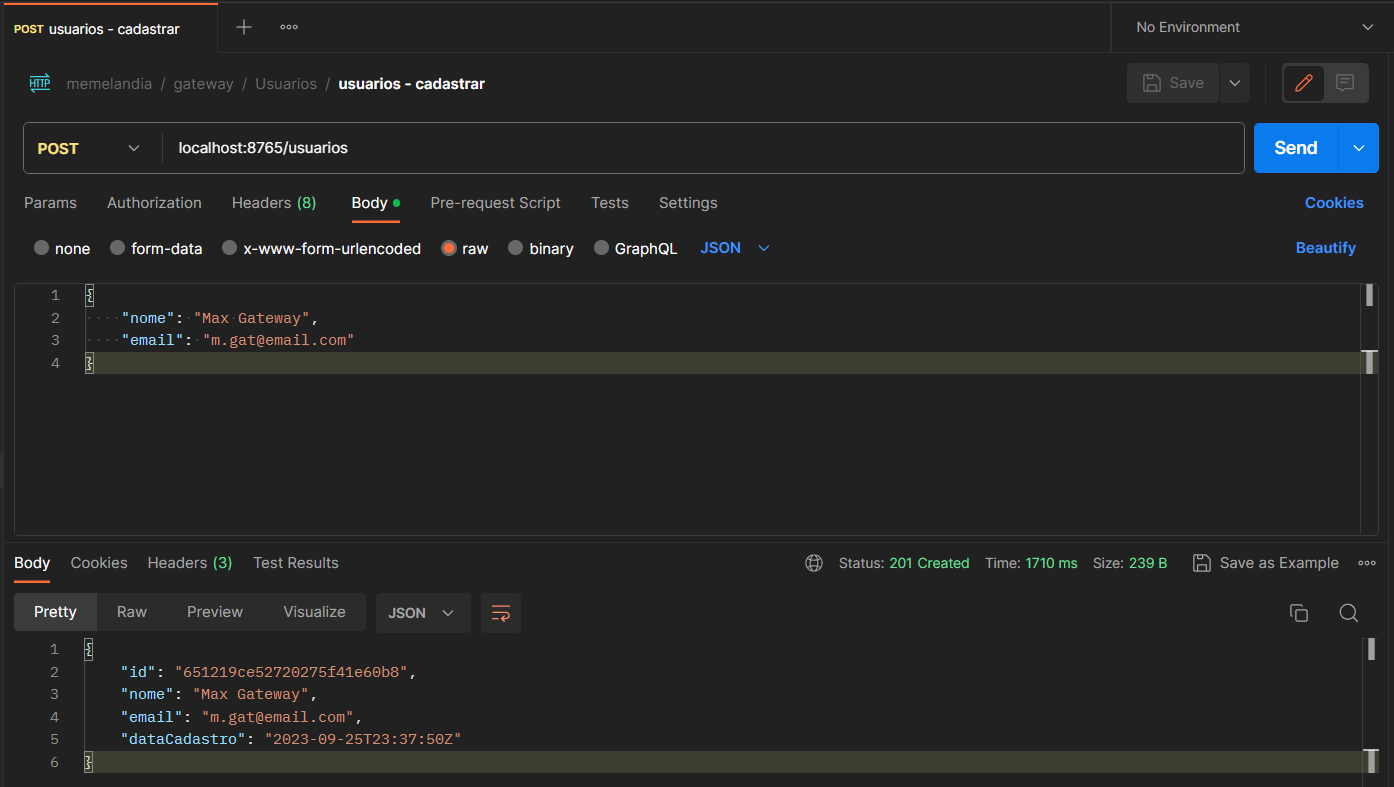 POST usuarios - cadastrar
No Environment
HTTP memelandia / gateway / Usuarios / usuarios - cadastrar
Save
POST localhost:8765/usuarios Send
Params Authorization Headers (8) Body Pre-request Script Tests Settings Cookies
none form-data x-www-form-urlencoded raw binary GraphQL JSON Beautify
1 {
2 "nome": "Max Gateway",
3 "email": "m.gat@email.com"
4 }
Body Cookies Headers (3) Test Results Status: 201 Created Time: 1710 ms Size: 239 B Save as Example
Pretty Raw Preview Visualize JSON
1 {
2 "id": "651219ce52720275f41e60b8",
3 "nome": "Max Gateway",
4 "email": "m.gat@email.com",
5 "dataCadastro": "2023-09-25T23:37:50Z"
6 }